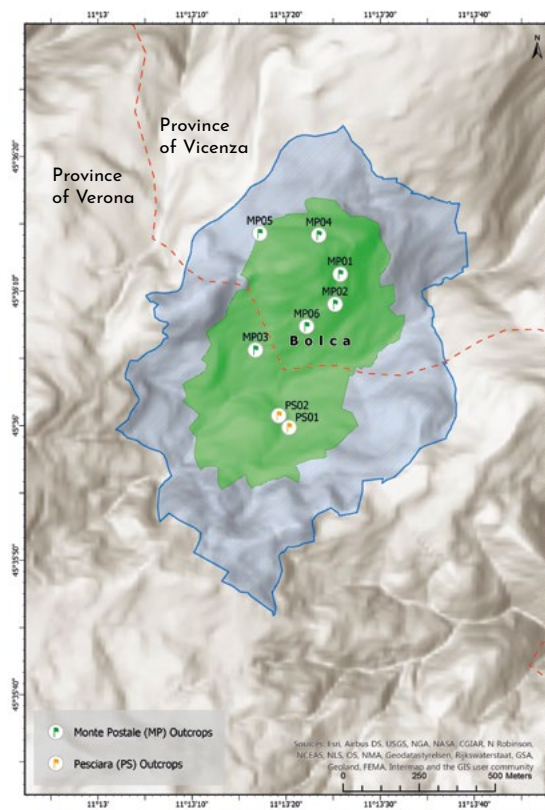 11°13' 11°13'10" 11°13'20" 11°13'30" 11°13'40"
N
Province
of Vicenza
Province
of Verona
45°36'20"
MP05
MP04
MP01
45°36'10"
MP02
MP06
Bolca
MP03
PS02
45°36'
PS01
45°35'50"
45°35'40"
Monte Postale (MP) Outcrops
Pesciara (PS) Outcrops
Sources: Esri, Airbus DS, USGS, NGA, NASA, CGIAR, N Robinson,
NCEAS, NLS, OS, NMA, Geodatastyrelsen, Rijkswaterstaat, GSA,
Geoland, FEMA, Intermap and the GIS user community
0 250 500 Meters
11°13' 11°13'10" 11°13'20" 11°13'30" 11°13'40"